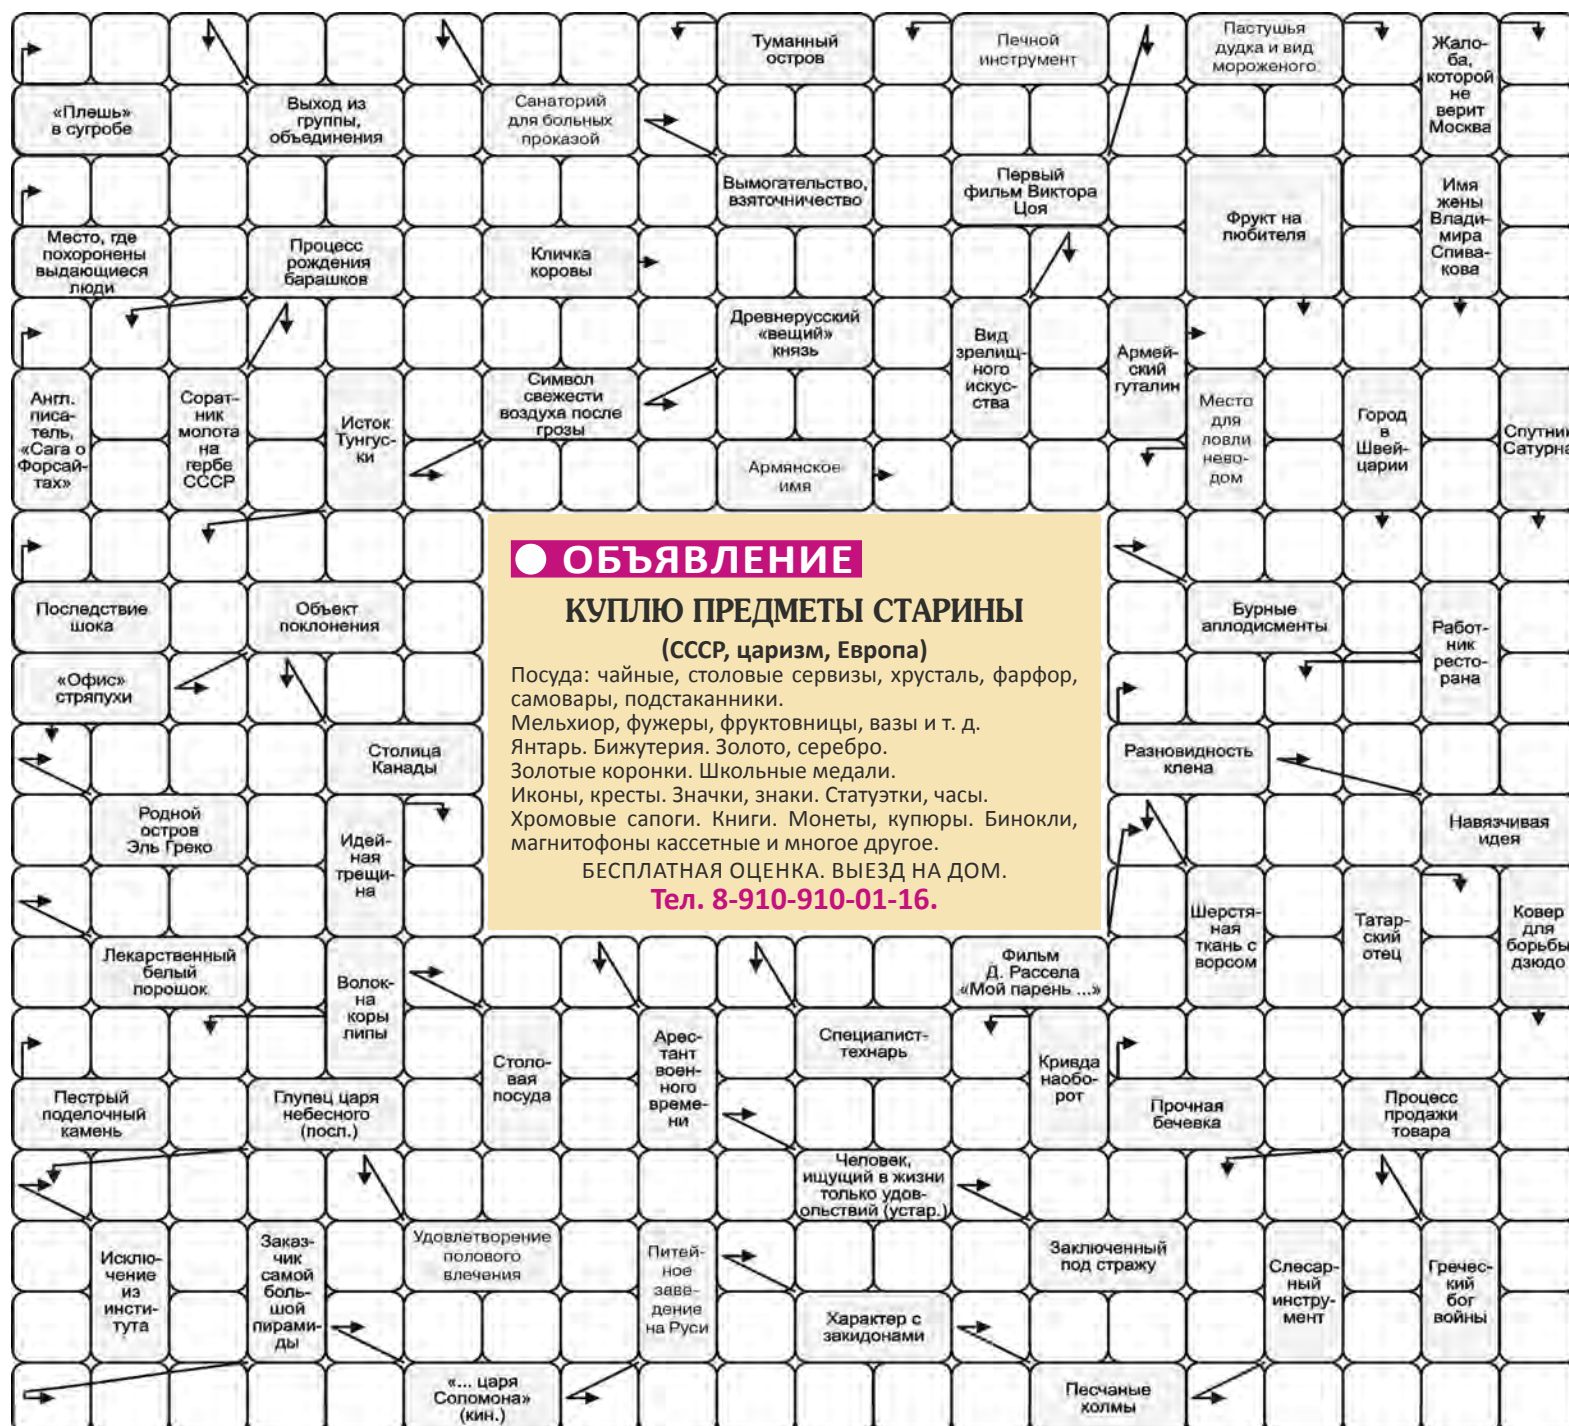 Туманный
остров
Печной
инструмент
Пастушья
дудка и вид
мороженого
Жало-
ба,
которой
не
верит
Москва
«Плешь»
в сугробе
Выход из
группы,
объединения
Санаторий
для больных
проказой
Вымогательство,
взяточничество
Первый
фильм Виктора
Цоя
Фрукт на
любителя
Имя
жены
Влади-
мира
Спива-
кова
Место, где
похоронены
выдающиеся
люди
Процесс
рождения
барашков
Кличка
коровы
Древнерусский
«вещий»
князь
Вид
зрелищ-
ного
искус-
ства
Армей-
ский
гуталин
Англ.
писа-
тель,
«Сага о
Форсай-
тах»
Сорат-
ник
молота
на
гербе
СССР
Исток
Тунгус-
ки
Символ
свежести
воздуха после
грозы
Место
для
ловли
нево-
дом
Город
в
Швей-
царии
Спутник
Сатурна
Армянское
имя
ОБЪЯВЛЕНИЕ
КУПЛЮ ПРЕДМЕТЫ СТАРИНЫ
(СССР, царизм, Европа)
Посуда: чайные, столовые сервизы, хрусталь, фарфор,
самовары, подстаканники.
Мельхиор, фужеры, фруктовницы, вазы и т. д.
Янтарь. Бижутерия. Золото, серебро.
Золотые коронки. Школьные медали.
Иконы, кресты. Значки, знаки. Статуэтки, часы.
Хромовые сапоги. Книги. Монеты, купюры. Бинокли,
магнитофоны кассетные и многое другое.
БЕСПЛАТНАЯ ОЦЕНКА. ВЫЕЗД НА ДОМ.
Тел. 8-910-910-01-16.
Последствие
шока
Объект
поклонения
Бурные
аплодисменты
Работ-
ник
ресто-
рана
«Офис»
стряпухи
Столица
Канады
Разновидность
клена
Родной
остров
Эль Греко
Идей-
ная
трещи-
на
Навязчивая
идея
Шерстя-
ная
ткань с
ворсом
Татар-
ский
отец
Ковер
для
борьбы
дзюдо
Лекарственный
белый
порошок
Волок-
на
коры
липы
Фильм
Д. Рассела
«Мой парень ...»
Столо-
вая
посуда
Арес-
тант
воен-
ного
време-
ни
Специалист-
технарь
Кривда
наобо-
рот
Пестрый
поделочный
камень
Глупец царя
небесного
(посл.)
Прочная
бечевка
Процесс
продажи
товара
Человек,
ищущий в жизни
только удов-
ольствий (устар.)
Исклю-
чение
из
инсти-
тута
Заказ-
чик
самой
боль-
шой
пирами-
ды
Удовлетворение
полового
влечения
Питей-
ное
заве-
дение
на Руси
Заключенный
под стражу
Слесар-
ный
инстру-
мент
Гречес-
кий
бог
войны
Характер с
закидонами
«... царя
Соломона»
(кин.)
Песчаные
холмы